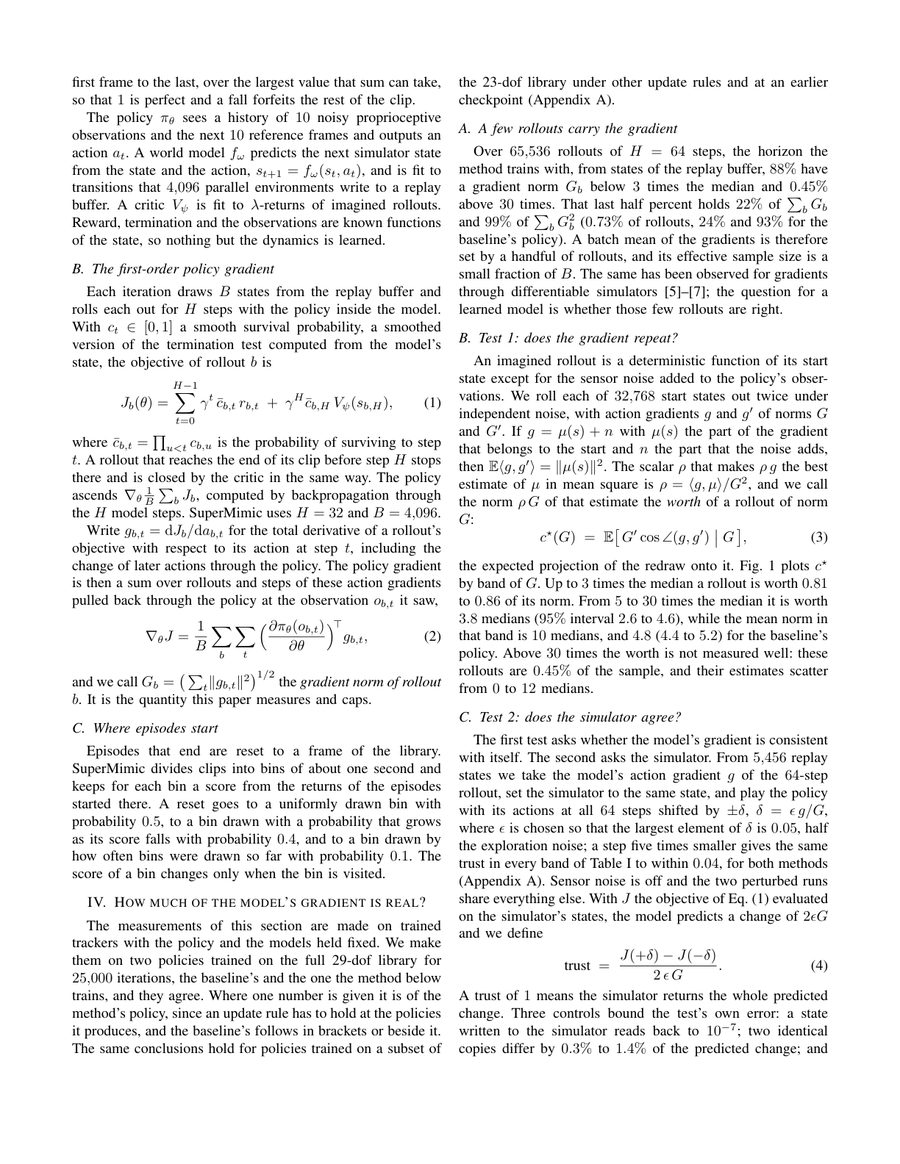 first frame to the last, over the largest value that sum can take,
so that 1 is perfect and a fall forfeits the rest of the clip.
The policy πθ sees a history of 10 noisy proprioceptive
observations and the next 10 reference frames and outputs an
action at. A world model fω predicts the next simulator state
from the state and the action, st+1 = fω(st, at), and is fit to
transitions that 4,096 parallel environments write to a replay
buffer. A critic Vψ is fit to λ-returns of imagined rollouts.
Reward, termination and the observations are known functions
of the state, so nothing but the dynamics is learned.
B. The first-order policy gradient
Each iteration draws B states from the replay buffer and
rolls each out for H steps with the policy inside the model.
With ct ∈ [0, 1] a smooth survival probability, a smoothed
version of the termination test computed from the model's
state, the objective of rollout b is
Jb(θ) = ∑_{t=0}^{H−1} γ^t c̄b,t rb,t + γ^H c̄b,H Vψ(sb,H), (1)
where c̄b,t = ∏u<t cb,u is the probability of surviving to step
t. A rollout that reaches the end of its clip before step H stops
there and is closed by the critic in the same way. The policy
ascends ∇θ 1/B ∑b Jb, computed by backpropagation through
the H model steps. SuperMimic uses H = 32 and B = 4,096.
Write gb,t = dJb/dab,t for the total derivative of a rollout's
objective with respect to its action at step t, including the
change of later actions through the policy. The policy gradient
is then a sum over rollouts and steps of these action gradients
pulled back through the policy at the observation ob,t it saw,
∇θJ = 1/B ∑b ∑t (∂πθ(ob,t)/∂θ)^⊤ gb,t, (2)
and we call Gb = (∑t‖gb,t‖²)^{1/2} the gradient norm of rollout
b. It is the quantity this paper measures and caps.
C. Where episodes start
Episodes that end are reset to a frame of the library.
SuperMimic divides clips into bins of about one second and
keeps for each bin a score from the returns of the episodes
started there. A reset goes to a uniformly drawn bin with
probability 0.5, to a bin drawn with a probability that grows
as its score falls with probability 0.4, and to a bin drawn by
how often bins were drawn so far with probability 0.1. The
score of a bin changes only when the bin is visited.
IV. HOW MUCH OF THE MODEL'S GRADIENT IS REAL?
The measurements of this section are made on trained
trackers with the policy and the models held fixed. We make
them on two policies trained on the full 29-dof library for
25,000 iterations, the baseline's and the one the method below
trains, and they agree. Where one number is given it is of the
method's policy, since an update rule has to hold at the policies
it produces, and the baseline's follows in brackets or beside it.
The same conclusions hold for policies trained on a subset of
the 23-dof library under other update rules and at an earlier
checkpoint (Appendix A).
A. A few rollouts carry the gradient
Over 65,536 rollouts of H = 64 steps, the horizon the
method trains with, from states of the replay buffer, 88% have
a gradient norm Gb below 3 times the median and 0.45%
above 30 times. That last half percent holds 22% of ∑b Gb
and 99% of ∑b Gb² (0.73% of rollouts, 24% and 93% for the
baseline's policy). A batch mean of the gradients is therefore
set by a handful of rollouts, and its effective sample size is a
small fraction of B. The same has been observed for gradients
through differentiable simulators [5]–[7]; the question for a
learned model is whether those few rollouts are right.
B. Test 1: does the gradient repeat?
An imagined rollout is a deterministic function of its start
state except for the sensor noise added to the policy's obser-
vations. We roll each of 32,768 start states out twice under
independent noise, with action gradients g and g′ of norms G
and G′. If g = μ(s) + n with μ(s) the part of the gradient
that belongs to the start and n the part that the noise adds,
then 𝔼⟨g, g′⟩ = ‖μ(s)‖². The scalar ρ that makes ρ g the best
estimate of μ in mean square is ρ = ⟨g, μ⟩/G², and we call
the norm ρ G of that estimate the worth of a rollout of norm
G:
c⋆(G) = 𝔼[ G′ cos ∠(g, g′) | G ], (3)
the expected projection of the redraw onto it. Fig. 1 plots c⋆
by band of G. Up to 3 times the median a rollout is worth 0.81
to 0.86 of its norm. From 5 to 30 times the median it is worth
3.8 medians (95% interval 2.6 to 4.6), while the mean norm in
that band is 10 medians, and 4.8 (4.4 to 5.2) for the baseline's
policy. Above 30 times the worth is not measured well: these
rollouts are 0.45% of the sample, and their estimates scatter
from 0 to 12 medians.
C. Test 2: does the simulator agree?
The first test asks whether the model's gradient is consistent
with itself. The second asks the simulator. From 5,456 replay
states we take the model's action gradient g of the 64-step
rollout, set the simulator to the same state, and play the policy
with its actions at all 64 steps shifted by ±δ, δ = ϵ g/G,
where ϵ is chosen so that the largest element of δ is 0.05, half
the exploration noise; a step five times smaller gives the same
trust in every band of Table I to within 0.04, for both methods
(Appendix A). Sensor noise is off and the two perturbed runs
share everything else. With J the objective of Eq. (1) evaluated
on the simulator's states, the model predicts a change of 2ϵG
and we define
trust = (J(+δ) − J(−δ)) / (2 ϵ G). (4)
A trust of 1 means the simulator returns the whole predicted
change. Three controls bound the test's own error: a state
written to the simulator reads back to 10⁻⁷; two identical
copies differ by 0.3% to 1.4% of the predicted change; and